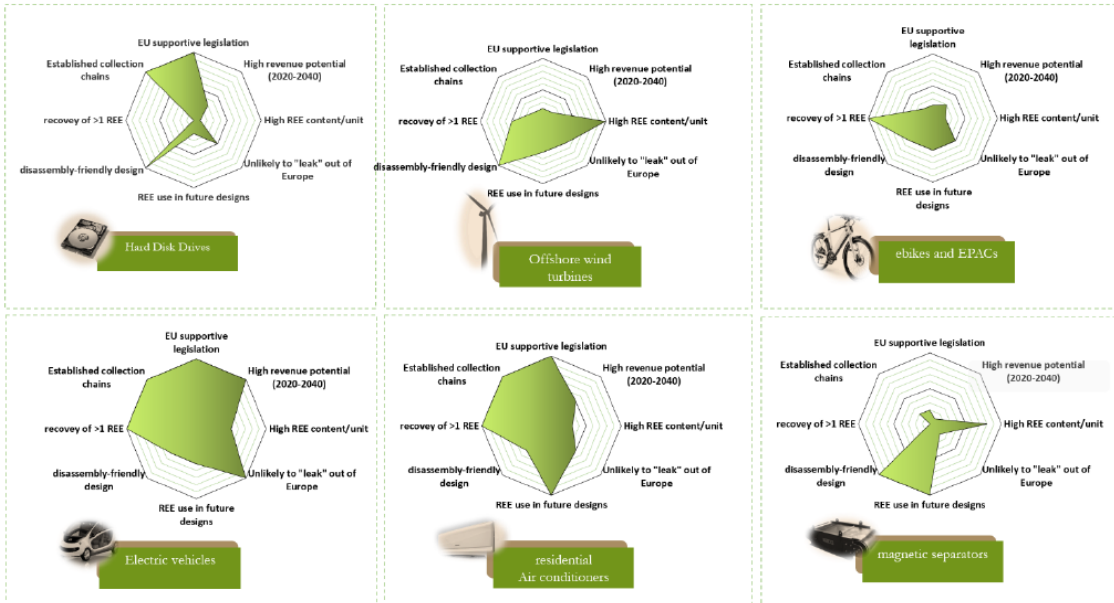 EU supportive legislation
Established collection
chains
High revenue potential
(2020-2040)
recovey of >1 REE
High REE content/unit
disassembly-friendly design
Unlikely to "leak" out of
Europe
REE use in future designs
Hard Disk Drives
EU supportive legislation
Established collection
chains
High revenue potential
(2020-2040)
recovey of >1 REE
High REE content/unit
disassembly-friendly design
Unlikely to "leak" out of
Europe
REE use in future designs
Offshore wind
turbines
EU supportive
legislation
Established collection
chains
High revenue potential
(2020-2040)
recovey of >1 REE
High REE content/unit
disassembly-friendly
design
Unlikely to "leak" out of
Europe
REE use in future
designs
ebikes and EPACs
EU supportive
legislation
Established collection
chains
High revenue potential
(2020-2040)
recovey of >1 REE
High REE content/unit
disassembly-friendly
design
Unlikely to "leak" out of
Europe
REE use in future
designs
Electric vehicles
EU supportive legislation
Established collection
chains
High revenue potential
(2020-2040)
recovey of >1 REE
High REE content/unit
disassembly-friendly
design
Unlikely to "leak" out of
Europe
REE use in future designs
residential
Air conditioners
EU supportive
legislation
Established collection
chains
High revenue potential
(2020-2040)
recovey of >1 REE
High REE content/unit
disassembly-friendly
design
Unlikely to "leak" out of
Europe
REE use in future designs
magnetic separators